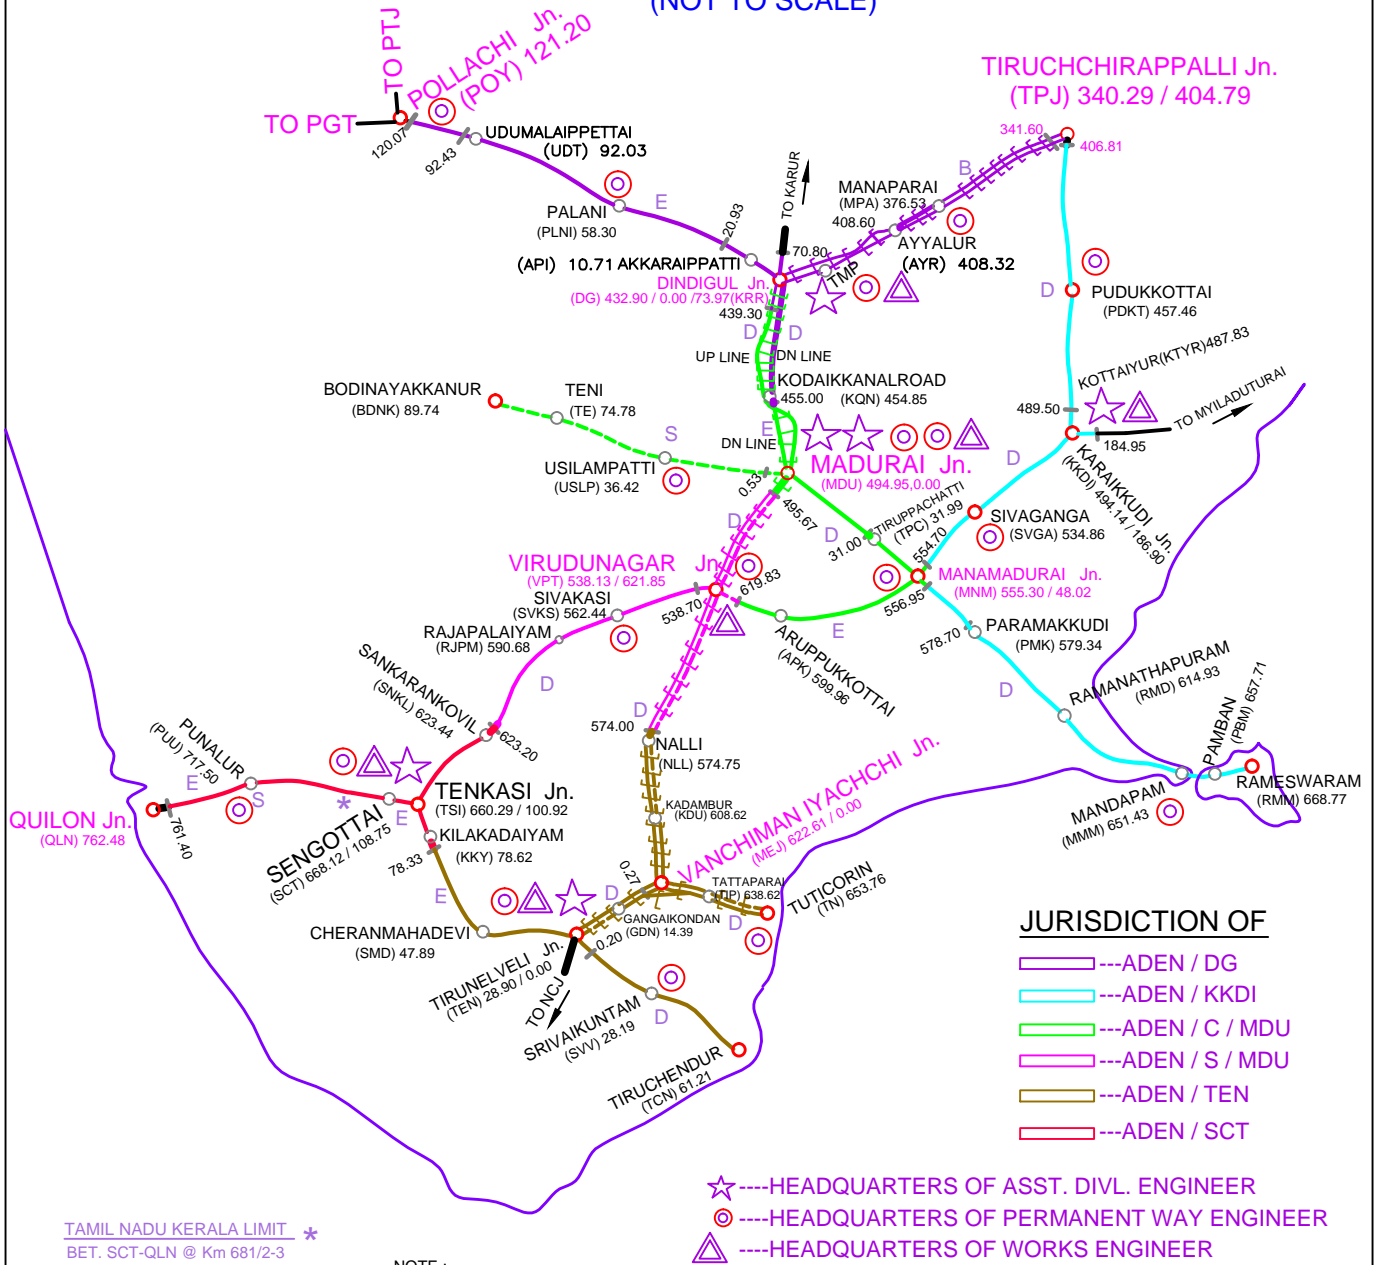 (NOT TO SCALE)
TO PTJ
POLLACHI Jn.
(POY) 121.20
TO PGT
120.07
92.43
UDUMALAIPPETTAI
(UDT) 92.03
PALANI
(PLNI) 58.30
E
20.93
(API) 10.71 AKKARAIPPATTI
TO KARUR
70.80
DINDIGUL Jn.
(DG) 432.90 / 0.00 /73.97(KRR)
439.30
TMP
TIRUCHCHIRAPPALLI Jn.
(TPJ) 340.29 / 404.79
341.60
406.81
B
MANAPARAI
(MPA) 376.53
408.60
AYYALUR
(AYR) 408.32
D
PUDUKKOTTAI
(PDKT) 457.46
KOTTAIYUR(KTYR)487.83
489.50
TO MYILADUTURAI
184.95
KARAIKKUDI Jn.
(KKDI) 494.14 / 186.90
D
D
D
UP LINE
DN LINE
KODAIKKANALROAD
455.00
(KQN) 454.85
E
DN LINE
BODINAYAKKANUR
(BDNK) 89.74
TENI
(TE) 74.78
S
USILAMPATTI
(USLP) 36.42
0.53
MADURAI Jn.
(MDU) 494.95,0.00
495.67
D
D
31.00
TIRUPPACHATTI
(TPC) 31.99
554.70
SIVAGANGA
(SVGA) 534.86
MANAMADURAI Jn.
(MNM) 555.30 / 48.02
556.95
VIRUDUNAGAR Jn.
(VPT) 538.13 / 621.85
619.83
538.70
SIVAKASI
(SVKS) 562.44
RAJAPALAIYAM
(RJPM) 590.68
D
ARUPPUKKOTTAI
(APK) 599.96
E
578.70
PARAMAKKUDI
(PMK) 579.34
D
RAMANATHAPURAM
(RMD) 614.93
PAMBAN
(PBM) 657.71
RAMESWARAM
(RMM) 668.77
MANDAPAM
(MMM) 651.43
SANKARANKOVIL
(SNKL) 623.44
623.20
D
574.00
NALLI
(NLL) 574.75
KADAMBUR
(KDU) 608.62
VANCHIMAN IYACHCHI Jn.
(MEJ) 622.61 / 0.00
PUNALUR
(PUU) 717.50
E
S
*
QUILON Jn.
(QLN) 762.48
761.40
SENGOTTAI
(SCT) 668.12 / 108.75
E
TENKASI Jn.
(TSI) 660.29 / 100.92
KILAKADAIYAM
(KKY) 78.62
78.33
E
CHERANMAHADEVI
(SMD) 47.89
0.27
D
GANGAIKONDAN
(GDN) 14.39
TATTAPARAI
(TIP) 638.62
D
TUTICORIN
(TN) 653.76
TIRUNELVELI Jn.
(TEN) 28.90 / 0.00
0.20
TO NCJ
SRIVAIKUNTAM
(SVV) 28.19
D
TIRUCHENDUR
(TCN) 61.21
JURISDICTION OF
---ADEN / DG
---ADEN / KKDI
---ADEN / C / MDU
---ADEN / S / MDU
---ADEN / TEN
---ADEN / SCT
----HEADQUARTERS OF ASST. DIVL. ENGINEER
----HEADQUARTERS OF PERMANENT WAY ENGINEER
----HEADQUARTERS OF WORKS ENGINEER
TAMIL NADU KERALA LIMIT *
BET. SCT-QLN @ Km 681/2-3